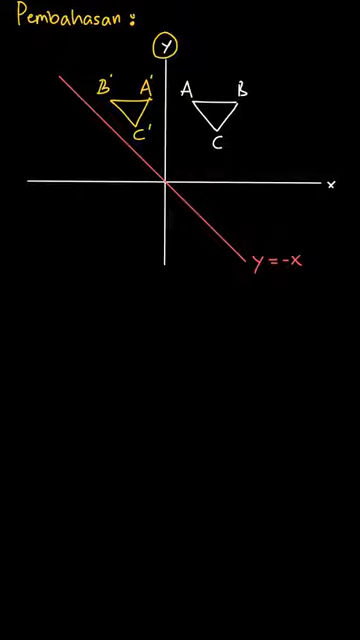 Pembahasan :
Y
B' A' A B
C' C
x
y = -x